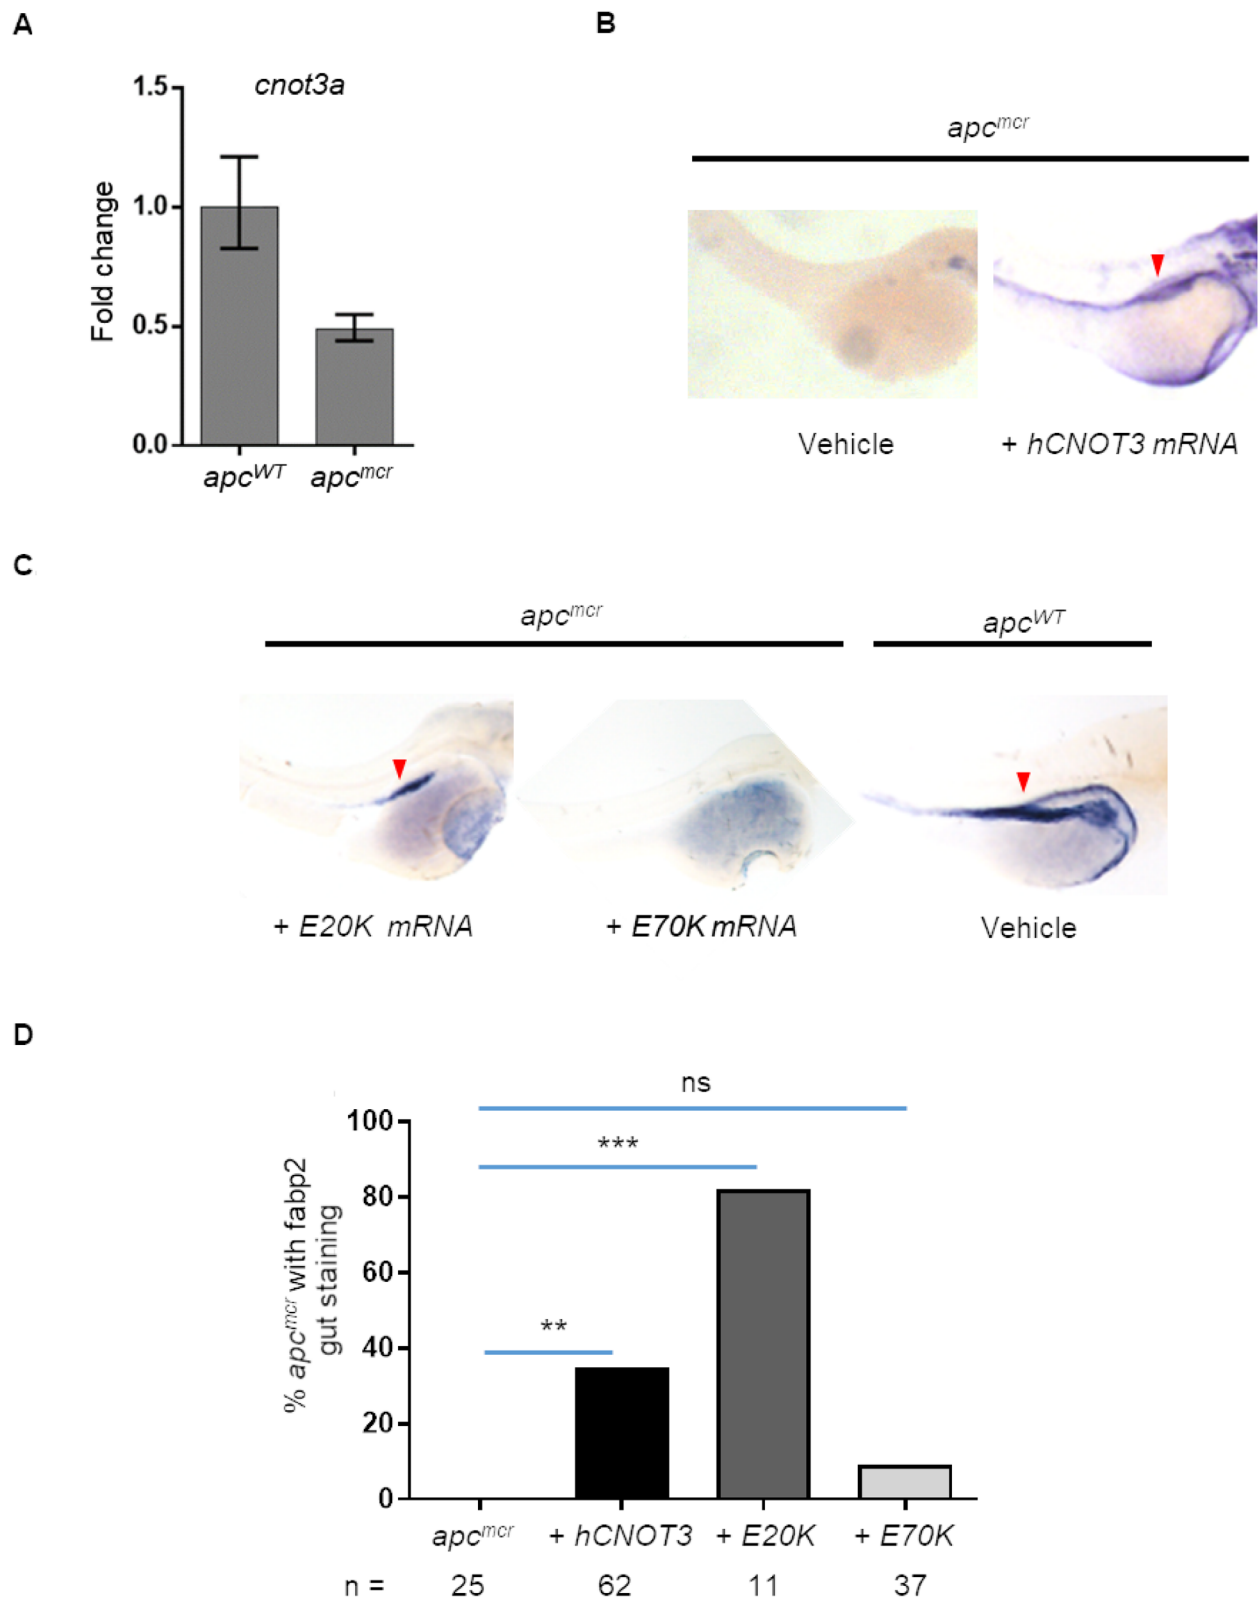 A
B
cnot3a
1.5
1.0
0.5
0.0
Fold change
apcWT apcmcr
apcmcr
Vehicle + hCNOT3 mRNA
C
apcmcr apcWT
+ E20K mRNA + E70K mRNA Vehicle
D
ns
***
**
100
80
60
40
20
0
% apcmcr with fabp2
gut staining
apcmcr + hCNOT3 + E20K + E70K
n = 25 62 11 37